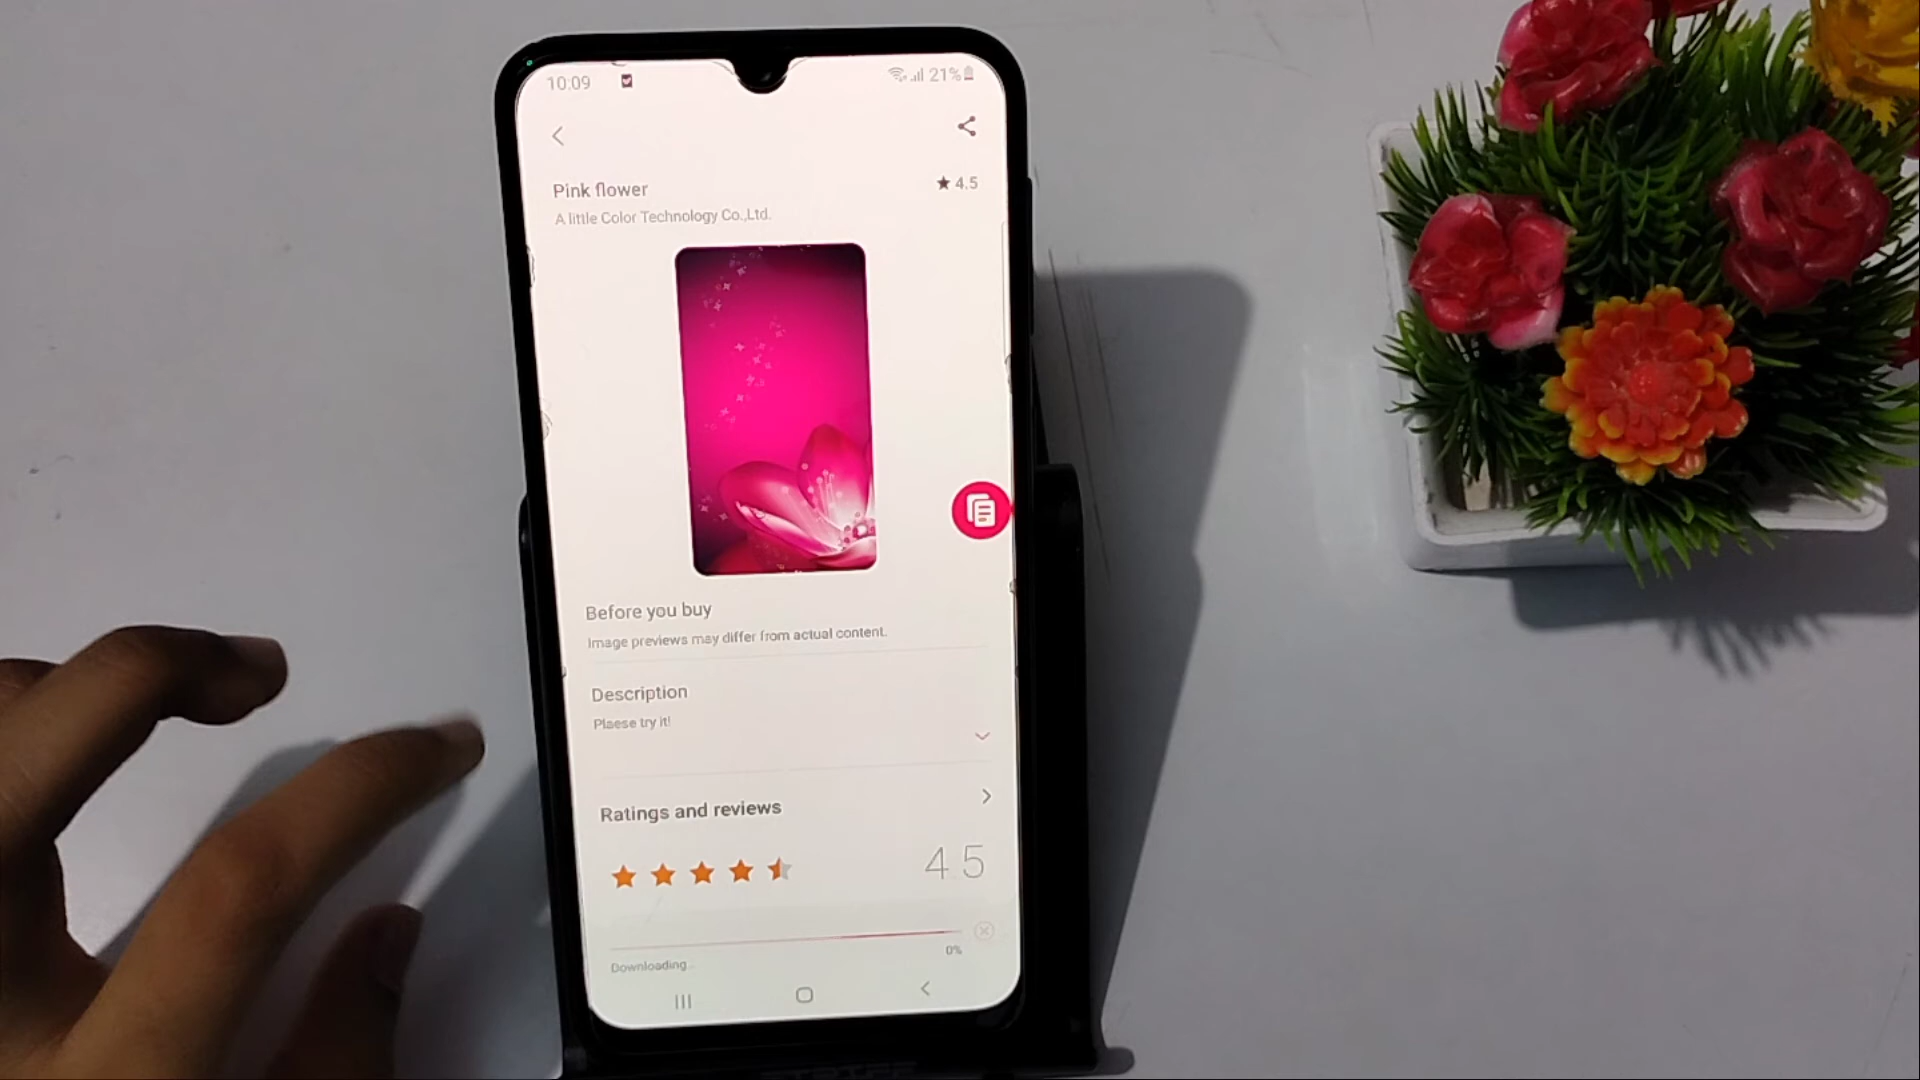 10:09 21%
Pink flower ★ 4.5
A little Color Technology Co.,Ltd.
Before you buy
Image previews may differ from actual content.
Description
Plaese try it!
Ratings and reviews
4.5
0%
Downloading..